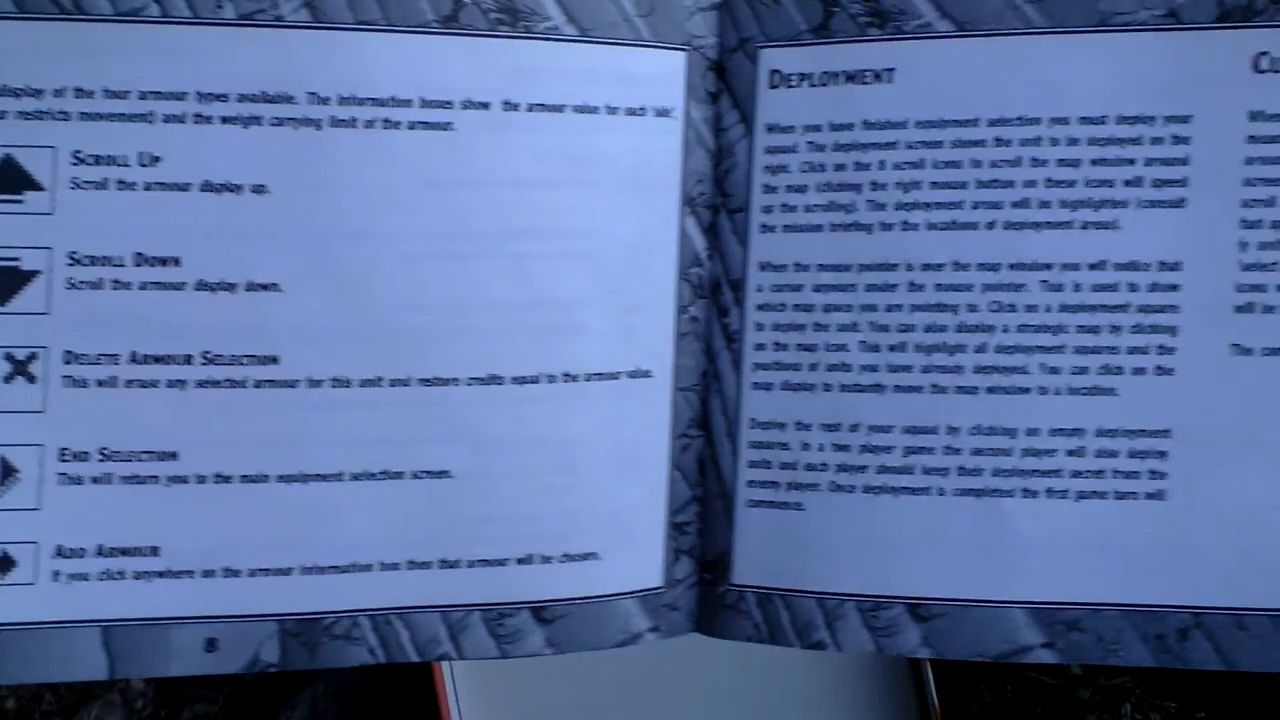 display of the four armour types available. The information boxes show the armour value for each side,
restricts movement) and the weight carrying limit of the armour.
SCROLL UP
Scroll the armour display up.
SCROLL DOWN
Scroll the armour display down.
DELETE ARMOUR SELECTION
This will erase any selected armour for this unit and restore credits equal to the armour value.
END SELECTION
This will return you to the main equipment selection screen.
ADD ARMOUR
If you click anywhere on the armour information box then that armour will be chosen.
8
DEPLOYMENT
When you have finished equipment selection you must deploy your
squad. The deployment screen shows the unit to be deployed on the
right. Click on the 8 scroll icons to scroll the map window around
the map (clicking the right mouse button on these icons will speed
up the scrolling). The deployment areas will be highlighted (consult
the mission briefing for the locations of deployment areas).
When the mouse pointer is over the map window you will notice that
a cursor appears under the mouse pointer. This is used to show
which map space you are pointing to. Click on a deployment square
to deploy the unit. You can also display a strategic map by clicking
on the map icon. This will highlight all deployment squares and the
positions of units you have already deployed. You can click on the
map display to instantly move the map window to a location.
Deploy the rest of your squad by clicking on empty deployment
squares. In a two player game the second player will also deploy
units and each player should keep their deployment secret from the
enemy player. Once deployment is completed the first game turn will
commence.